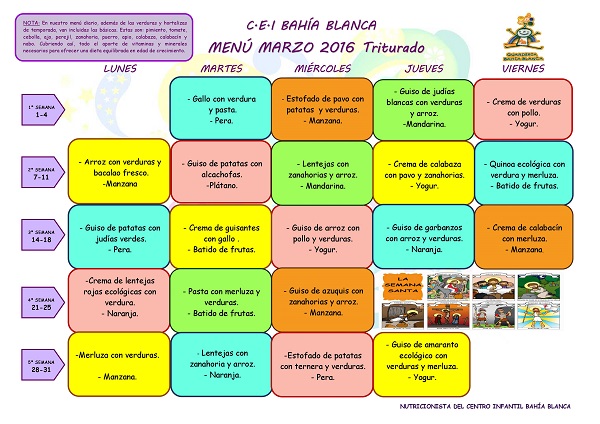 NOTA: En nuestro menú diario, además de las verduras y hortalizas
de temporada, van incluidas las básicas. Estas son: pimiento, tomate,
cebolla, ajo, perejil, zanahoria, puerro, apio, calabaza, calabacín y
nabo. Cubriendo así, todo el aporte de vitaminas y minerales
necesarios para ofrecer una dieta equilibrada en edad de crecimiento.
C.E.I BAHÍA BLANCA
MENÚ MARZO 2016 Triturado
GUARDERÍA
BAHÍA BLANCA
LUNES MARTES MIÉRCOLES JUEVES VIERNES
1ª SEMANA
1-4
- Gallo con verdura
y pasta.
- Pera.
- Estofado de pavo con
patatas y verduras.
- Manzana.
- Guiso de judías
blancas con verduras
y arroz.
-Mandarina.
- Crema de verduras
con pollo.
- Yogur.
2ª SEMANA
7-11
- Arroz con verduras y
bacalao fresco.
-Manzana
- Guiso de patatas con
alcachofas.
-Plátano.
- Lentejas con
zanahorias y arroz.
- Mandarina.
- Crema de calabaza
con pavo y zanahorias.
- Yogur.
- Quinoa ecológica con
verdura y merluza.
- Batido de frutas.
3ª SEMANA
14-18
- Guiso de patatas con
judías verdes.
- Pera.
- Crema de guisantes
con gallo .
- Batido de frutas.
- Guiso de arroz con
pollo y verduras.
- Yogur.
- Guiso de garbanzos
con arroz y verduras.
- Naranja.
- Crema de calabacín
con merluza.
- Manzana.
4ª SEMANA
21-25
-Crema de lentejas
rojas ecológicas con
verdura.
- Naranja.
- Pasta con merluza y
verduras.
- Batido de frutas.
- Guiso de azuquis con
zanahorias y arroz.
- Manzana.
LA
SEMANA
SANTA
5ª SEMANA
28-31
-Merluza con verduras.
- Manzana.
- Lentejas con
zanahoria y arroz.
- Naranja.
-Estofado de patatas
con ternera y verduras.
- Pera.
- Guiso de amaranto
ecológico con
verduras y merluza.
- Yogur.
NUTRICIONISTA DEL CENTRO INFANTIL BAHÍA BLANCA